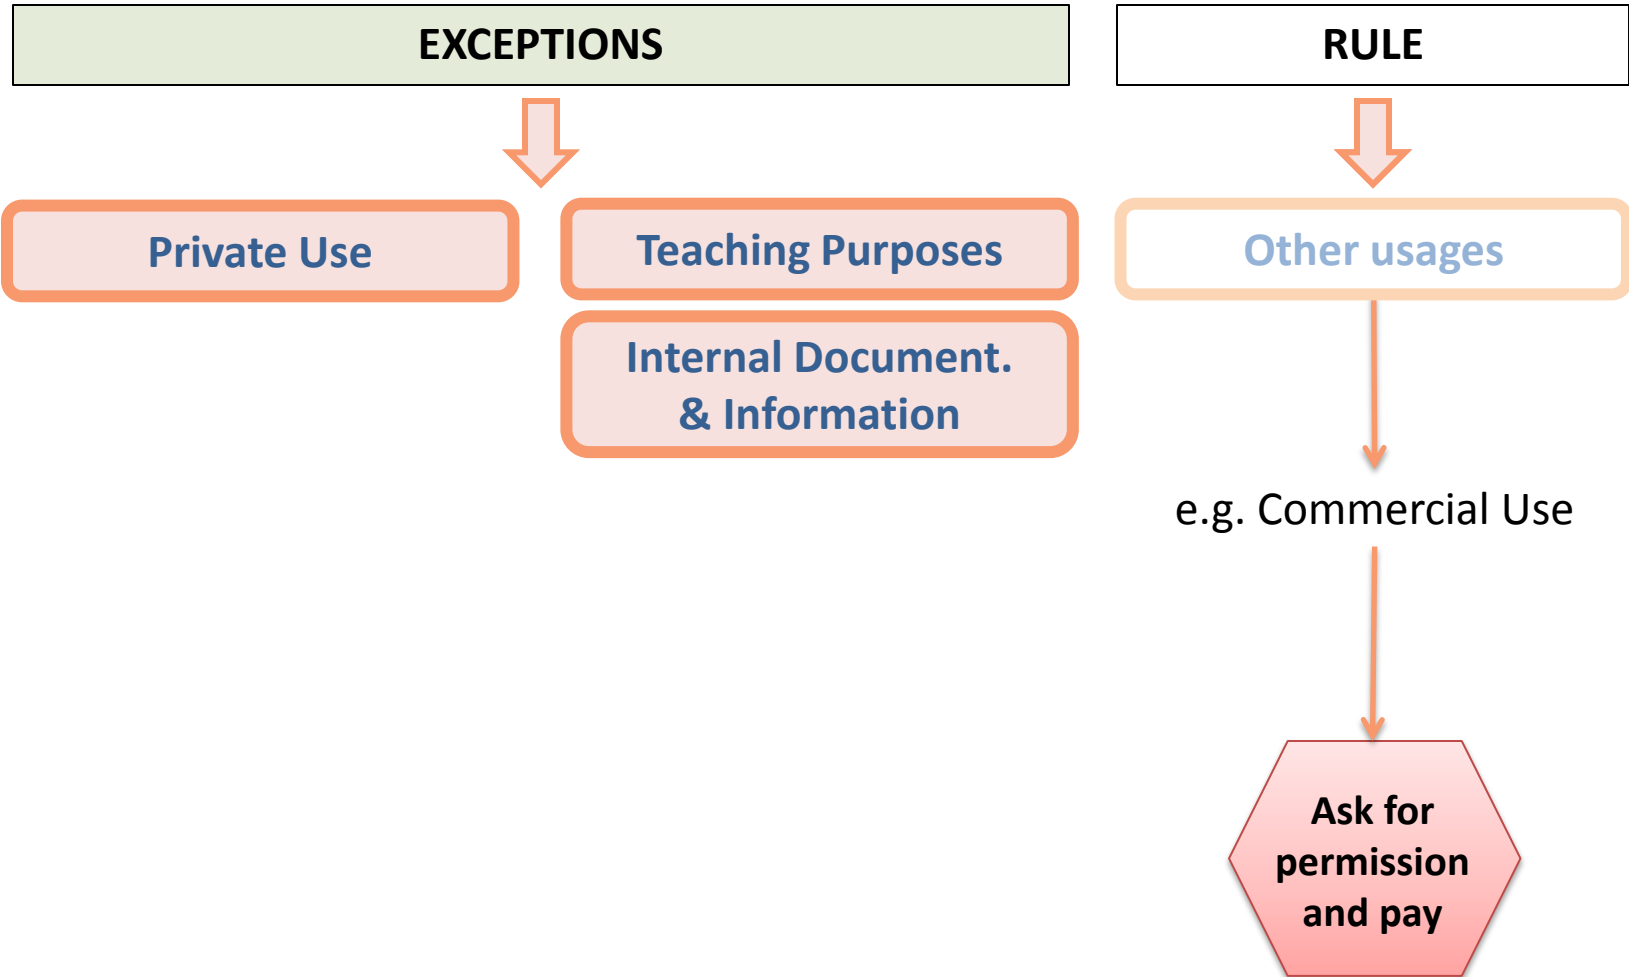 EXCEPTIONS
RULE
Private Use
Teaching Purposes
Other usages
Internal Document.
& Information
e.g. Commercial Use
Ask for
permission
and pay